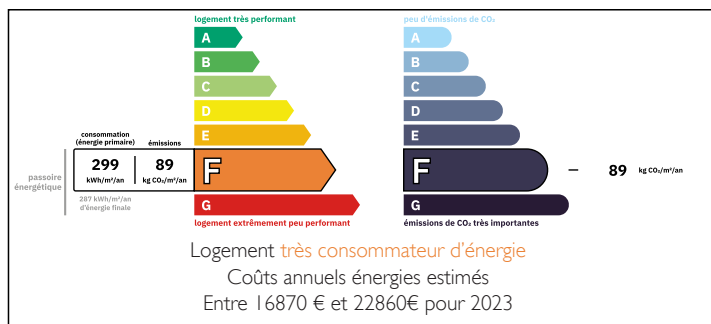 logement très performant
A
B
C
D
E
consommation
(énergie primaire)
émissions
299
kWh/m²/an
89
kg CO₂/m²/an
F
passoire
énergétique
287 kWh/m²/an
d'énergie finale
G
logement extrêmement peu performant
peu d'émissions de CO₂
A
B
C
D
E
F
89 kg CO₂/m²/an
G
émissions de CO₂ très importantes
Logement très consommateur d'énergie
Coûts annuels énergies estimés
Entre 16870 € et 22860€ pour 2023